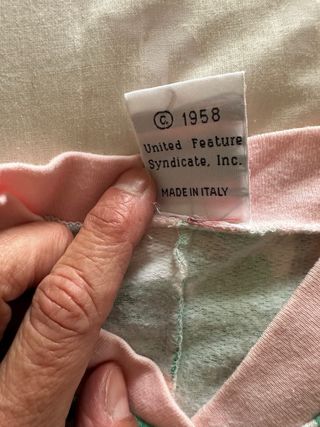 © 1958
United Feature
Syndicate, Inc.
MADE IN ITALY